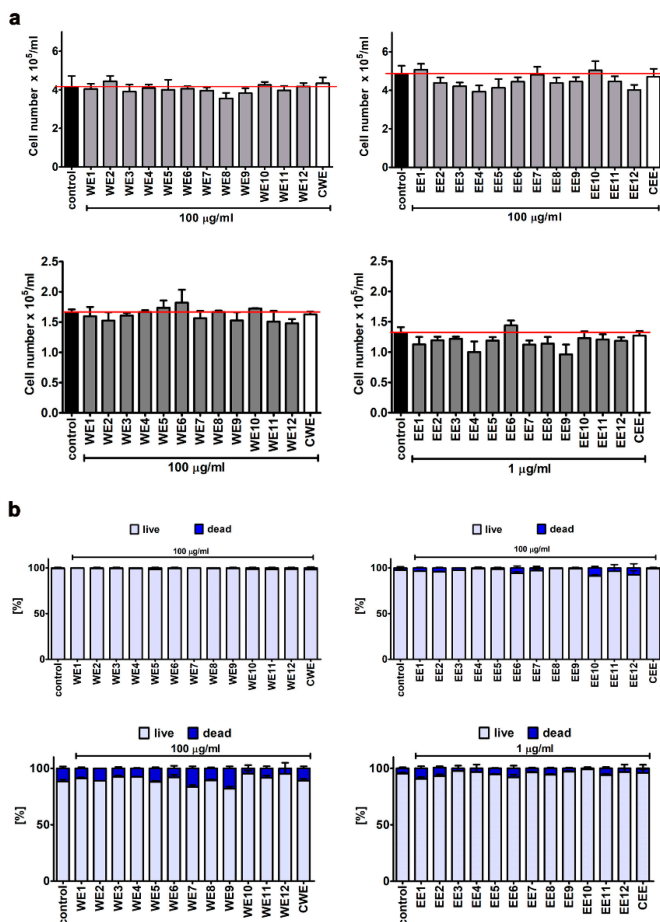 a
Cell number x 10⁵/ml
6
4
2
0
control
WE1
WE2
WE3
WE4
WE5
WE6
WE7
WE8
WE9
WE10
WE11
WE12
CWE
100 µg/ml
Cell number x 10⁵/ml
6
4
2
0
control
EE1
EE2
EE3
EE4
EE5
EE6
EE7
EE8
EE9
EE10
EE11
EE12
CEE
100 µg/ml
Cell number x 10⁵/ml
2.5
2.0
1.5
1.0
0.5
0.0
control
WE1
WE2
WE3
WE4
WE5
WE6
WE7
WE8
WE9
WE10
WE11
WE12
CWE
100 µg/ml
Cell number x 10⁵/ml
2.5
2.0
1.5
1.0
0.5
0.0
control
EE1
EE2
EE3
EE4
EE5
EE6
EE7
EE8
EE9
EE10
EE11
EE12
CEE
1 µg/ml
b
live dead
100 µg/ml
[%]
100
50
0
control
WE1
WE2
WE3
WE4
WE5
WE6
WE7
WE8
WE9
WE10
WE11
WE12
CWE
live dead
100 µg/ml
[%]
100
50
0
control
EE1
EE2
EE3
EE4
EE5
EE6
EE7
EE8
EE9
EE10
EE11
EE12
CEE
live dead
100 µg/ml
[%]
100
50
0
control
WE1
WE2
WE3
WE4
WE5
WE6
WE7
WE8
WE9
WE10
WE11
WE12
CWE
live dead
1 µg/ml
[%]
100
50
0
control
EE1
EE2
EE3
EE4
EE5
EE6
EE7
EE8
EE9
EE10
EE11
EE12
CEE